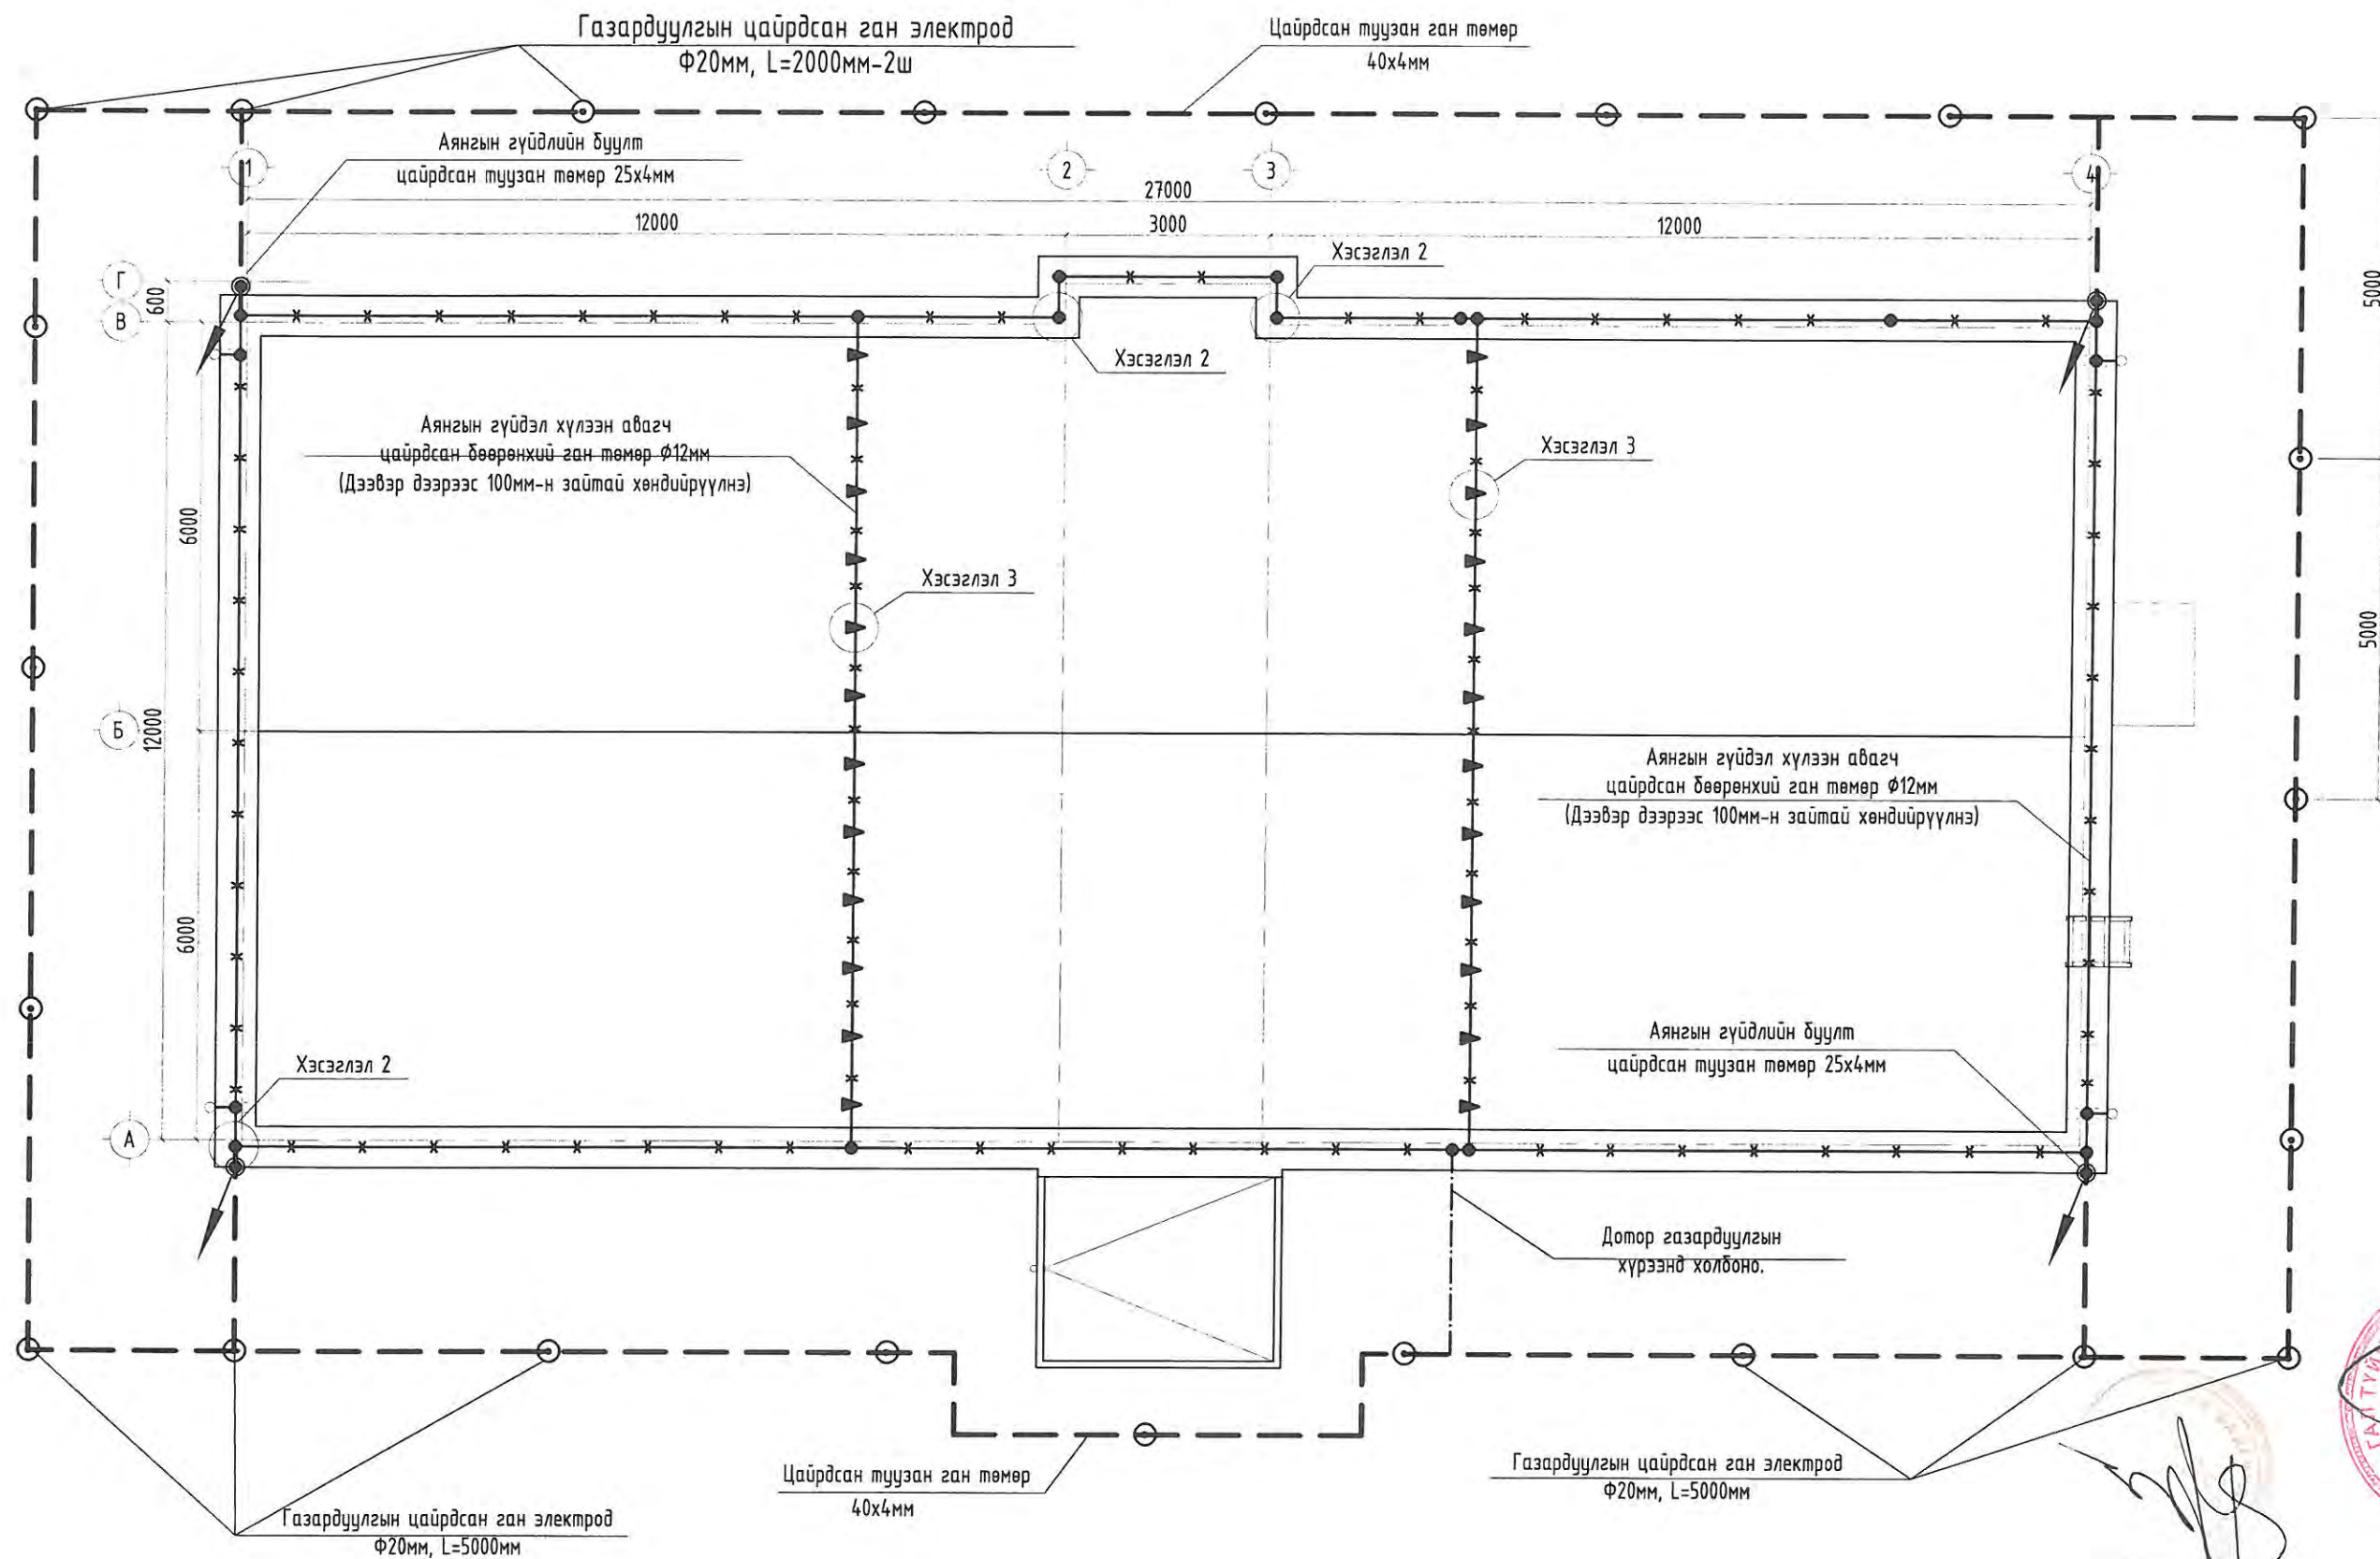 Газардуулгын цайрдсан ган электрод
Ф20мм, L=2000мм-2ш
Цайрдсан туузан ган төмөр
40х4мм
Аянгын гүйдлийн буулт
цайрдсан туузан төмөр 25х4мм
1
2
3
4
27000
12000
3000
12000
Хэсэглэл 2
Г
600
В
5000
Хэсэглэл 2
Аянгын гүйдэл хүлээн авагч
цайрдсан бөөрөнхий ган төмөр Ф12мм
(Дээвэр дээрээс 100мм-н зайтай хөндийрүүлнэ)
Хэсэглэл 3
6000
Хэсэглэл 3
5000
Б
12000
Аянгын гүйдэл хүлээн авагч
цайрдсан бөөрөнхий ган төмөр Ф12мм
(Дээвэр дээрээс 100мм-н зайтай хөндийрүүлнэ)
6000
Аянгын гүйдлийн буулт
цайрдсан туузан төмөр 25х4мм
Хэсэглэл 2
А
Дотор газардуулгын
хүрээнд холбоно.
Цайрдсан туузан ган төмөр
40х4мм
Газардуулгын цайрдсан ган электрод
Ф20мм, L=5000мм
Газардуулгын цайрдсан ган электрод
Ф20мм, L=5000мм